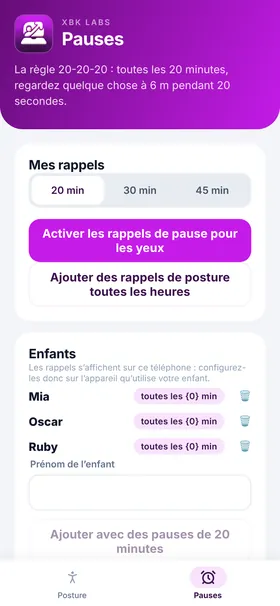 XBK LABS
Pauses
La règle 20-20-20 : toutes les 20 minutes,
regardez quelque chose à 6 m pendant 20
secondes.
Mes rappels
20 min
30 min
45 min
Activer les rappels de pause pour
les yeux
Ajouter des rappels de posture
toutes les heures
Enfants
Les rappels s'affichent sur ce téléphone : configurez-
les donc sur l'appareil qu'utilise votre enfant.
Mia
toutes les {0} min
Oscar
toutes les {0} min
Ruby
toutes les {0} min
Prénom de l'enfant
Ajouter avec des pauses de 20
minutes
Posture
Pauses